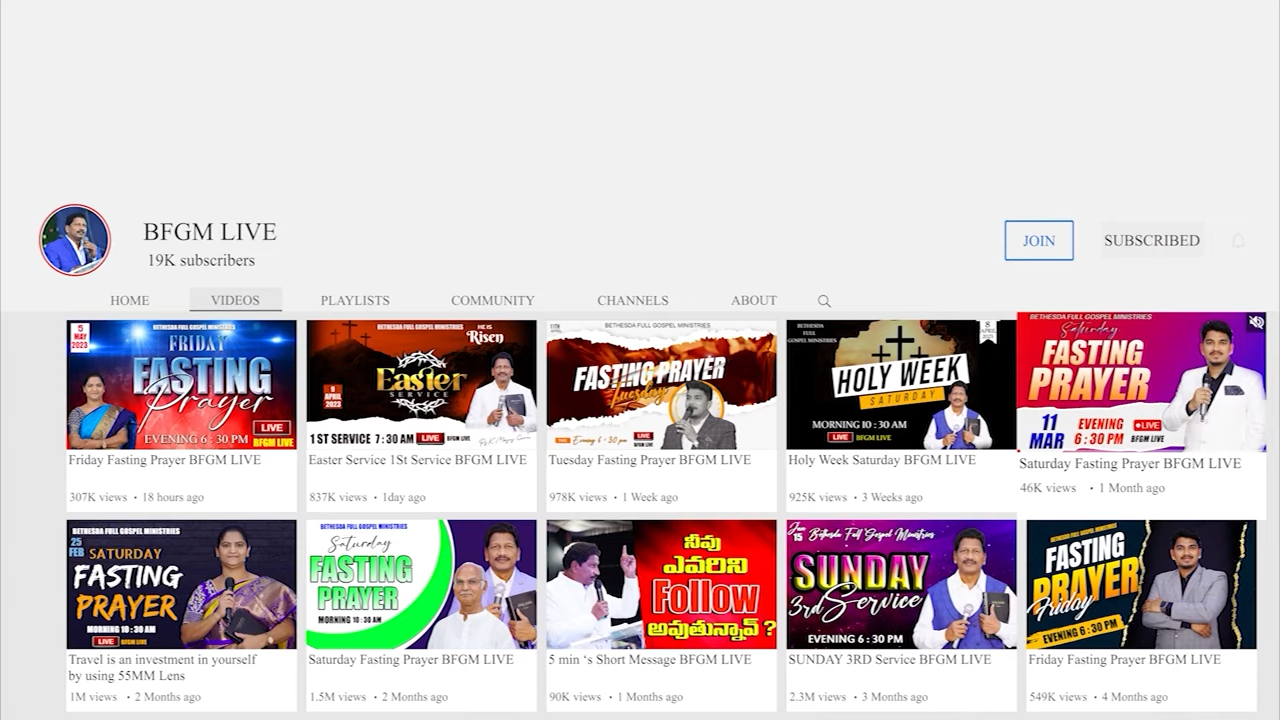 BFGM LIVE
19K subscribers
JOIN
SUBSCRIBED
HOME
VIDEOS
PLAYLISTS
COMMUNITY
CHANNELS
ABOUT
5
MAY
2023
BETHESDA FULL GOSPEL MINISTRIES
FRIDAY
FASTING
Prayer
LIVE
EVENING 6 : 30 PM
BFGM LIVE
Friday Fasting Prayer BFGM LIVE
307K views • 18 hours ago
BETHESDA FULL GOSPEL MINISTRIES
HE IS
Risen
Easter
SERVICE
9
APRIL
2023
1ST SERVICE 7 : 30 AM
LIVE
BFGM LIVE
Easter Service 1St Service BFGM LIVE
837K views • 1day ago
11TH
APRIL
BETHESDA FULL GOSPEL MINISTRIES
FASTING PRAYER
Tuesday
Evening 6 - 30 pm
LIVE
BFGM LIVE
Tuesday Fasting Prayer BFGM LIVE
978K views • 1 Week ago
BETHESDA
FULL
GOSPEL MINISTRIES
8
APRIL
2023
HOLY WEEK
SATURDAY
MORNING 10 : 30 AM
LIVE
BFGM LIVE
Holy Week Saturday BFGM LIVE
925K views • 3 Weeks ago
BETHESDA FULL GOSPEL MINISTRIES
Saturday
FASTING
PRAYER
11
MAR
EVENING
6 : 30 PM
LIVE
BFGM LIVE
Saturday Fasting Prayer BFGM LIVE
46K views • 1 Month ago
BETHESDA FULL GOSPEL MINISTRIES
25
FEB
SATURDAY
FASTING
PRAYER
MORNING 10 : 30 AM
LIVE
BFGM LIVE
Travel is an investment in yourself
by using 55MM Lens
1M views • 2 Months ago
BETHESDA FULL GOSPEL MINISTRIES
Saturday
FASTING
PRAYER
MORNING 10 : 30 AM
Saturday Fasting Prayer BFGM LIVE
1.5M views • 2 Months ago
నీవు
ఎవరిని
Follow
అవుతున్నావ్ ?
5 min ‘s Short Message BFGM LIVE
90K views • 1 Months ago
Jan
15
Bethesda Full Gospel Ministries
SUNDAY
3rd Service
EVENING 6 : 30 PM
SUNDAY 3RD Service BFGM LIVE
2.3M views • 3 Months ago
BETHESDA FULL GOSPEL MINISTRIES
FASTING
PRAYER
Friday
EVENING 6 : 30 PM
Friday Fasting Prayer BFGM LIVE
549K views • 4 Months ago